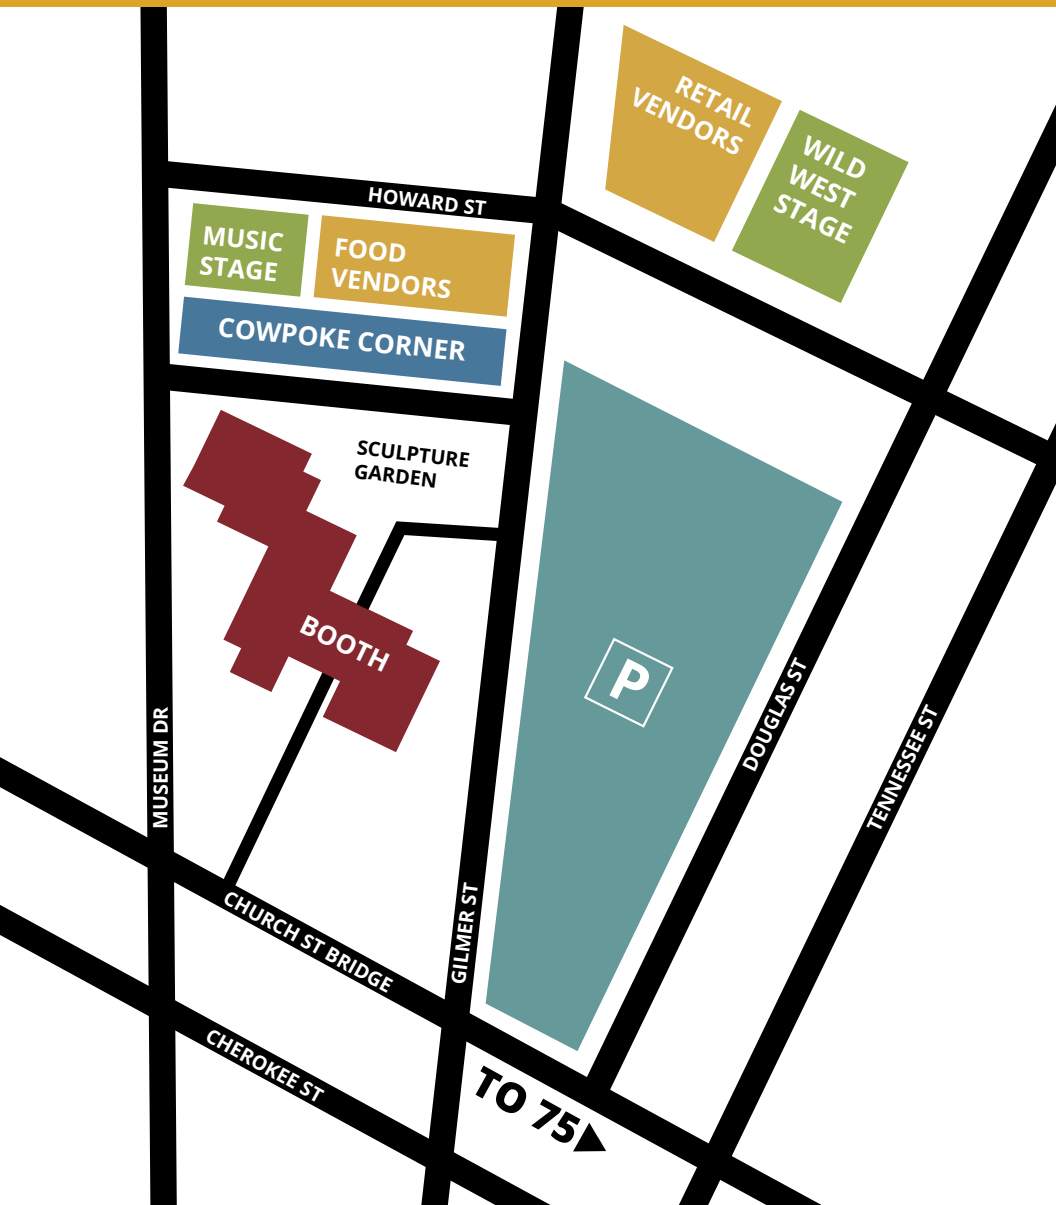 RETAIL
VENDORS
WILD
WEST
STAGE
HOWARD ST
MUSIC
STAGE
FOOD
VENDORS
COWPOKE CORNER
SCULPTURE
GARDEN
BOOTH
P
MUSEUM DR
DOUGLAS ST
TENNESSEE ST
GILMER ST
CHURCH ST BRIDGE
CHEROKEE ST
TO 75